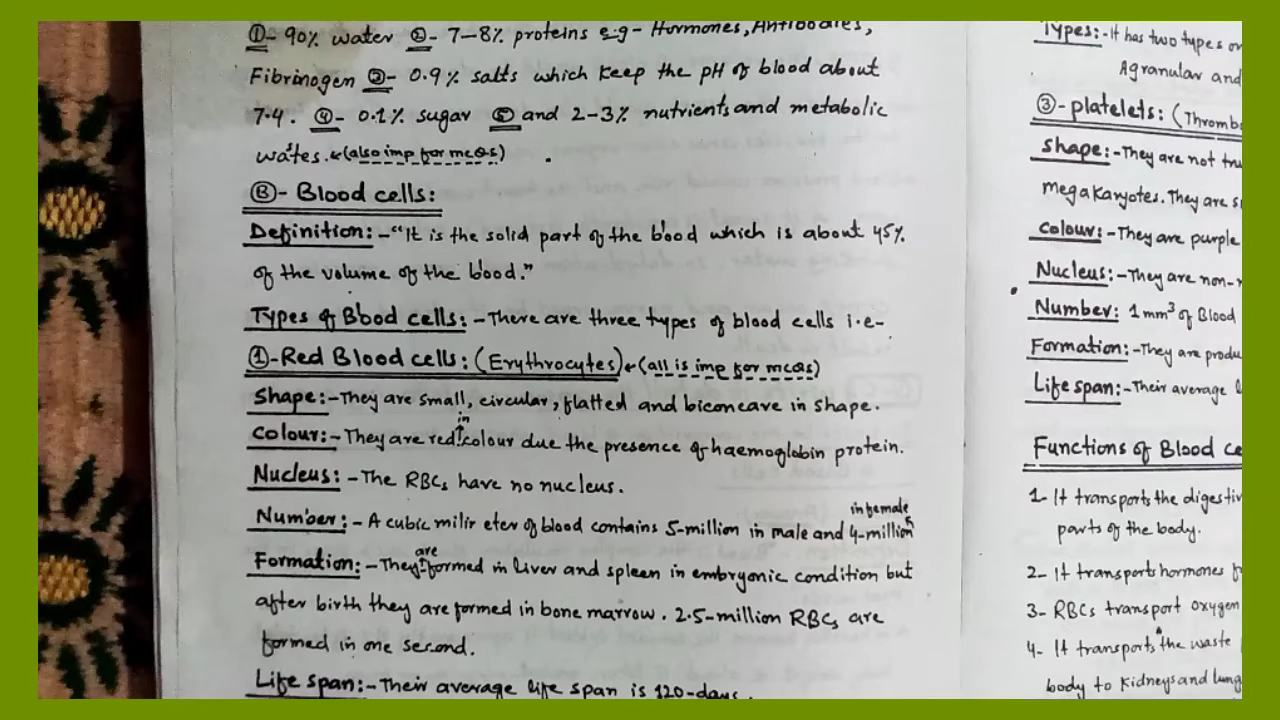 ①- 90% water ②- 7-8% proteins e.g- Hormones, Antibodies,
Fibrinogen ③- 0.9% salts which keep the pH of blood about
7.4. ④- 0.1% sugar ⑤ and 2-3% nutrients and metabolic
wastes. (also imp for mcqs)
Ⓑ- Blood cells:
Definition:- "It is the solid part of the blood which is about 45%
of the volume of the blood."
Types of Blood cells:- There are three types of blood cells i.e-
①- Red Blood cells: (Erythrocytes) (all is imp for mcqs)
Shape:- They are small, circular, flatted and biconcave in shape.
Colour:- They are red in colour due the presence of haemoglobin protein.
Nucleus:- The RBCs have no nucleus.
Number:- A cubic milir eter of blood contains 5-million in male and 4-million in female
Formation:- They are formed in liver and spleen in embryonic condition but
after birth they are formed in bone marrow. 2.5-million RBCs are
formed in one second.
Life span:- Their average life span is 120-days.
Types:- It has two types
Agranular and
③- platelets: (Thromb
Shape:- They are not tru
megakaryotes. They are s
Colour:- They are purple
Nucleus:- They are non-
Number: 1 mm³ of Blood
Formation:- They are produ
Life span:- Their average l
Functions of Blood ce
1- It transports the digestiv
parts of the body.
2- It transports hormones f
3- RBCs transport oxygen
4- It transports the waste
body to kidneys and lung